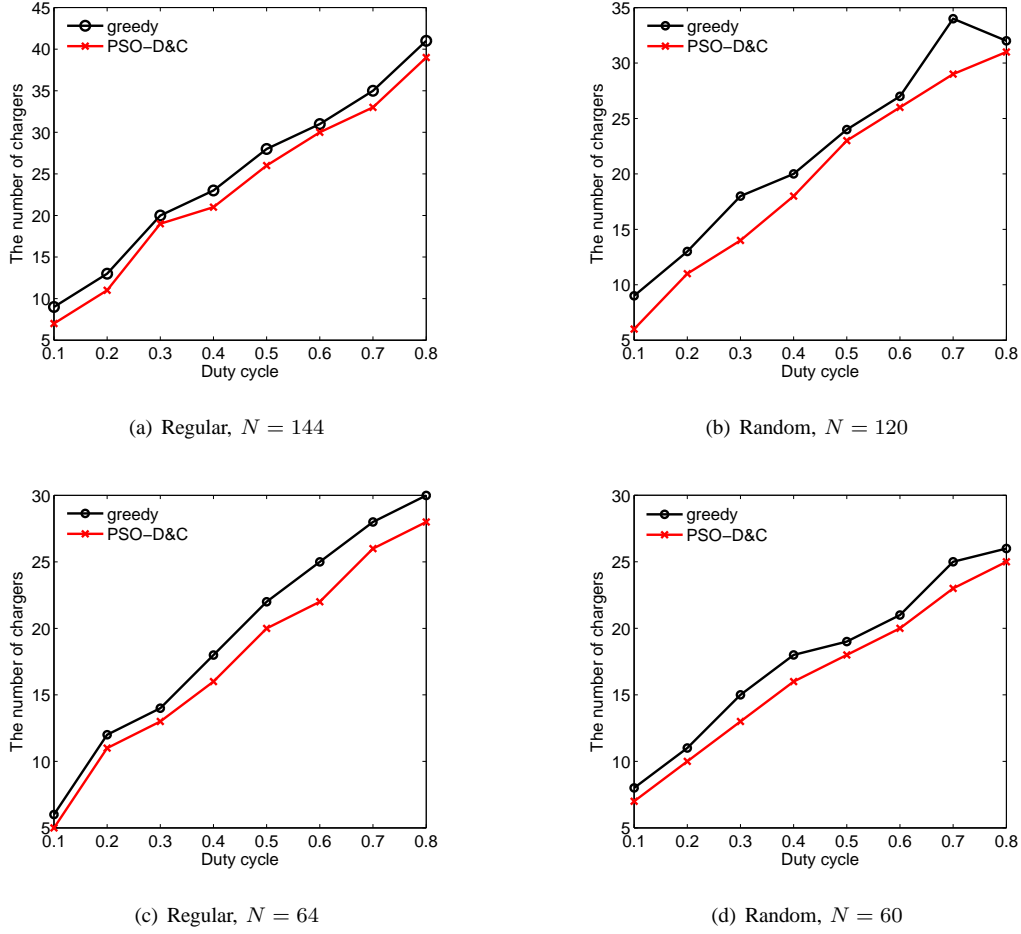 45
40
35
30
25
20
15
10
5
The number of chargers
greedy
PSO−D&C
0.1 0.2 0.3 0.4 0.5 0.6 0.7 0.8
Duty cycle
(a) Regular, N = 144
35
30
25
20
15
10
5
The number of chargers
greedy
PSO−D&C
0.1 0.2 0.3 0.4 0.5 0.6 0.7 0.8
Duty cycle
(b) Random, N = 120
30
25
20
15
10
5
The number of chargers
greedy
PSO−D&C
0.1 0.2 0.3 0.4 0.5 0.6 0.7 0.8
Duty cycle
(c) Regular, N = 64
30
25
20
15
10
5
The number of chargers
greedy
PSO−D&C
0.1 0.2 0.3 0.4 0.5 0.6 0.7 0.8
Duty cycle
(d) Random, N = 60